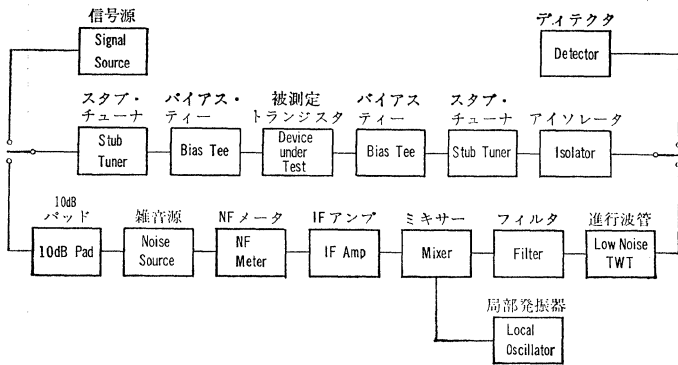 信号源
Signal
Source
ディテクタ
Detector
スタブ・
チューナ
Stub
Tuner
バイアス・
ティー
Bias Tee
被測定
トランジスタ
Device
under
Test
バイアス
ティー
Bias Tee
スタブ・
チューナ
Stub Tuner
アイソレータ
Isolator
10dB
パッド
10dB Pad
雑音源
Noise
Source
NFメータ
NF
Meter
IFアンプ
IF Amp
ミキサー
Mixer
フィルタ
Filter
進行波管
Low Noise
TWT
局部発振器
Local
Oscillator